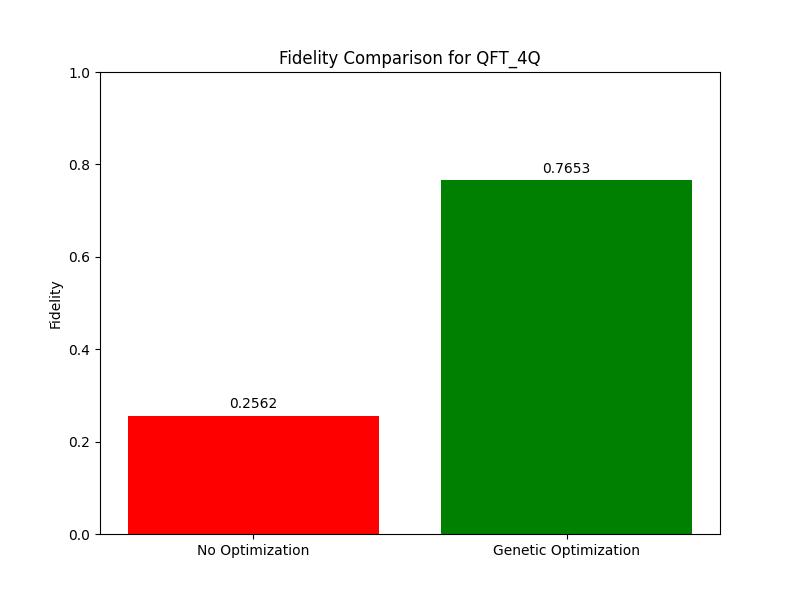 Fidelity Comparison for QFT_4Q
1.0
0.8
0.6
0.4
0.2
0.0
Fidelity
0.2562
0.7653
No Optimization
Genetic Optimization